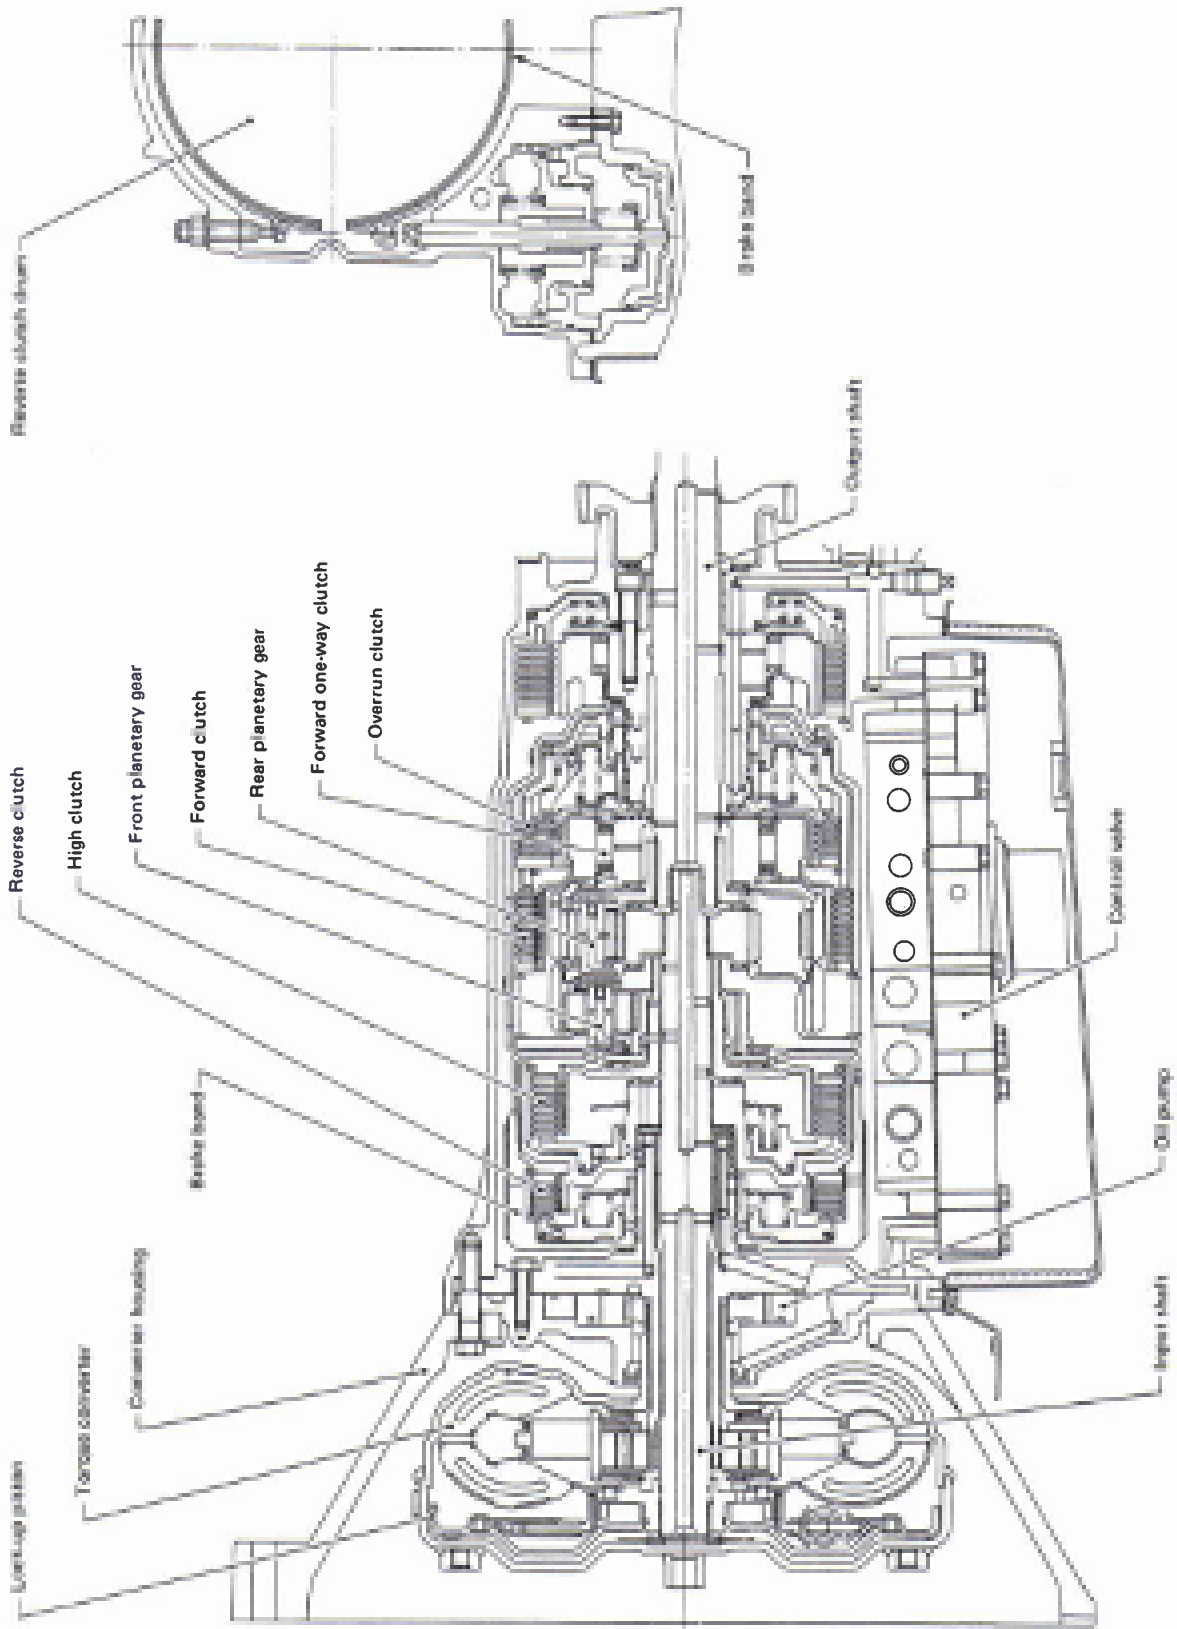 Lock-up piston
Torque converter
Converter housing
Brake band
Reverse clutch
High clutch
Front planetary gear
Forward clutch
Rear planetary gear
Forward one-way clutch
Overrun clutch
Reverse clutch drum
Brake band
Output shaft
Control valve
Oil pump
Input shaft